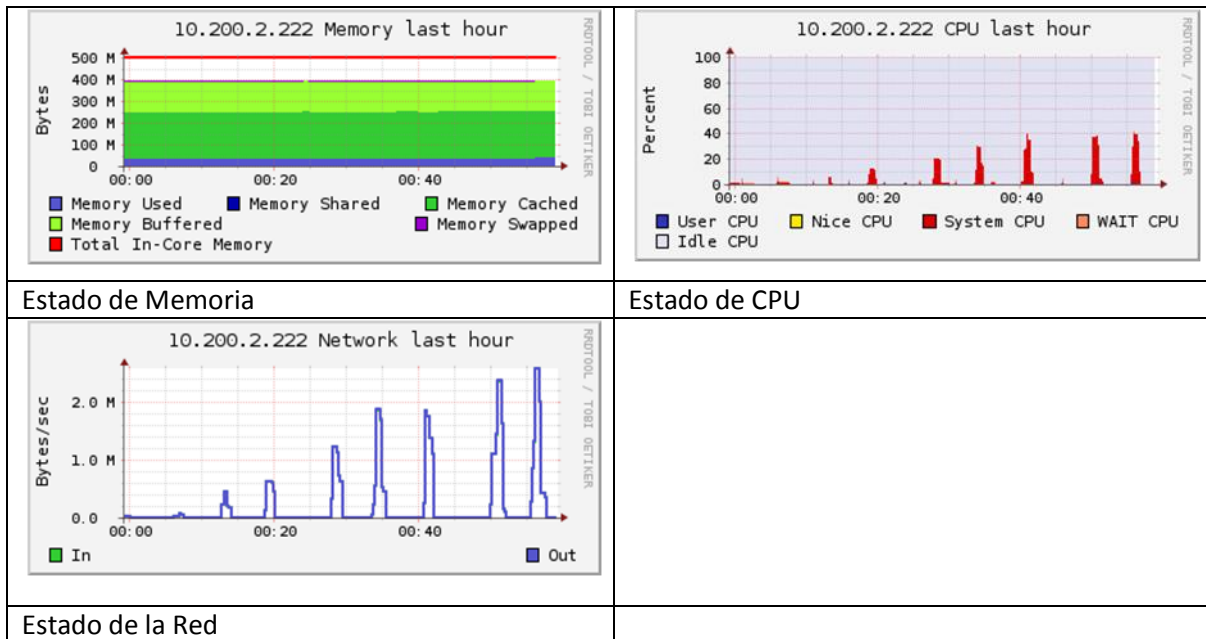 10.200.2.222 Memory last hour
RRDTOOL / TOBI OETIKER
Bytes
500 M
400 M
300 M
200 M
100 M
0
00:00 00:20 00:40
Memory Used Memory Shared Memory Cached
Memory Buffered Memory Swapped
Total In-Core Memory
10.200.2.222 CPU last hour
RRDTOOL / TOBI OETIKER
Percent
100
80
60
40
20
0
00:00 00:20 00:40
User CPU Nice CPU System CPU WAIT CPU
Idle CPU
Estado de Memoria
Estado de CPU
10.200.2.222 Network last hour
RRDTOOL / TOBI OETIKER
Bytes/sec
2.0 M
1.0 M
0.0
00:00 00:20 00:40
In Out
Estado de la Red